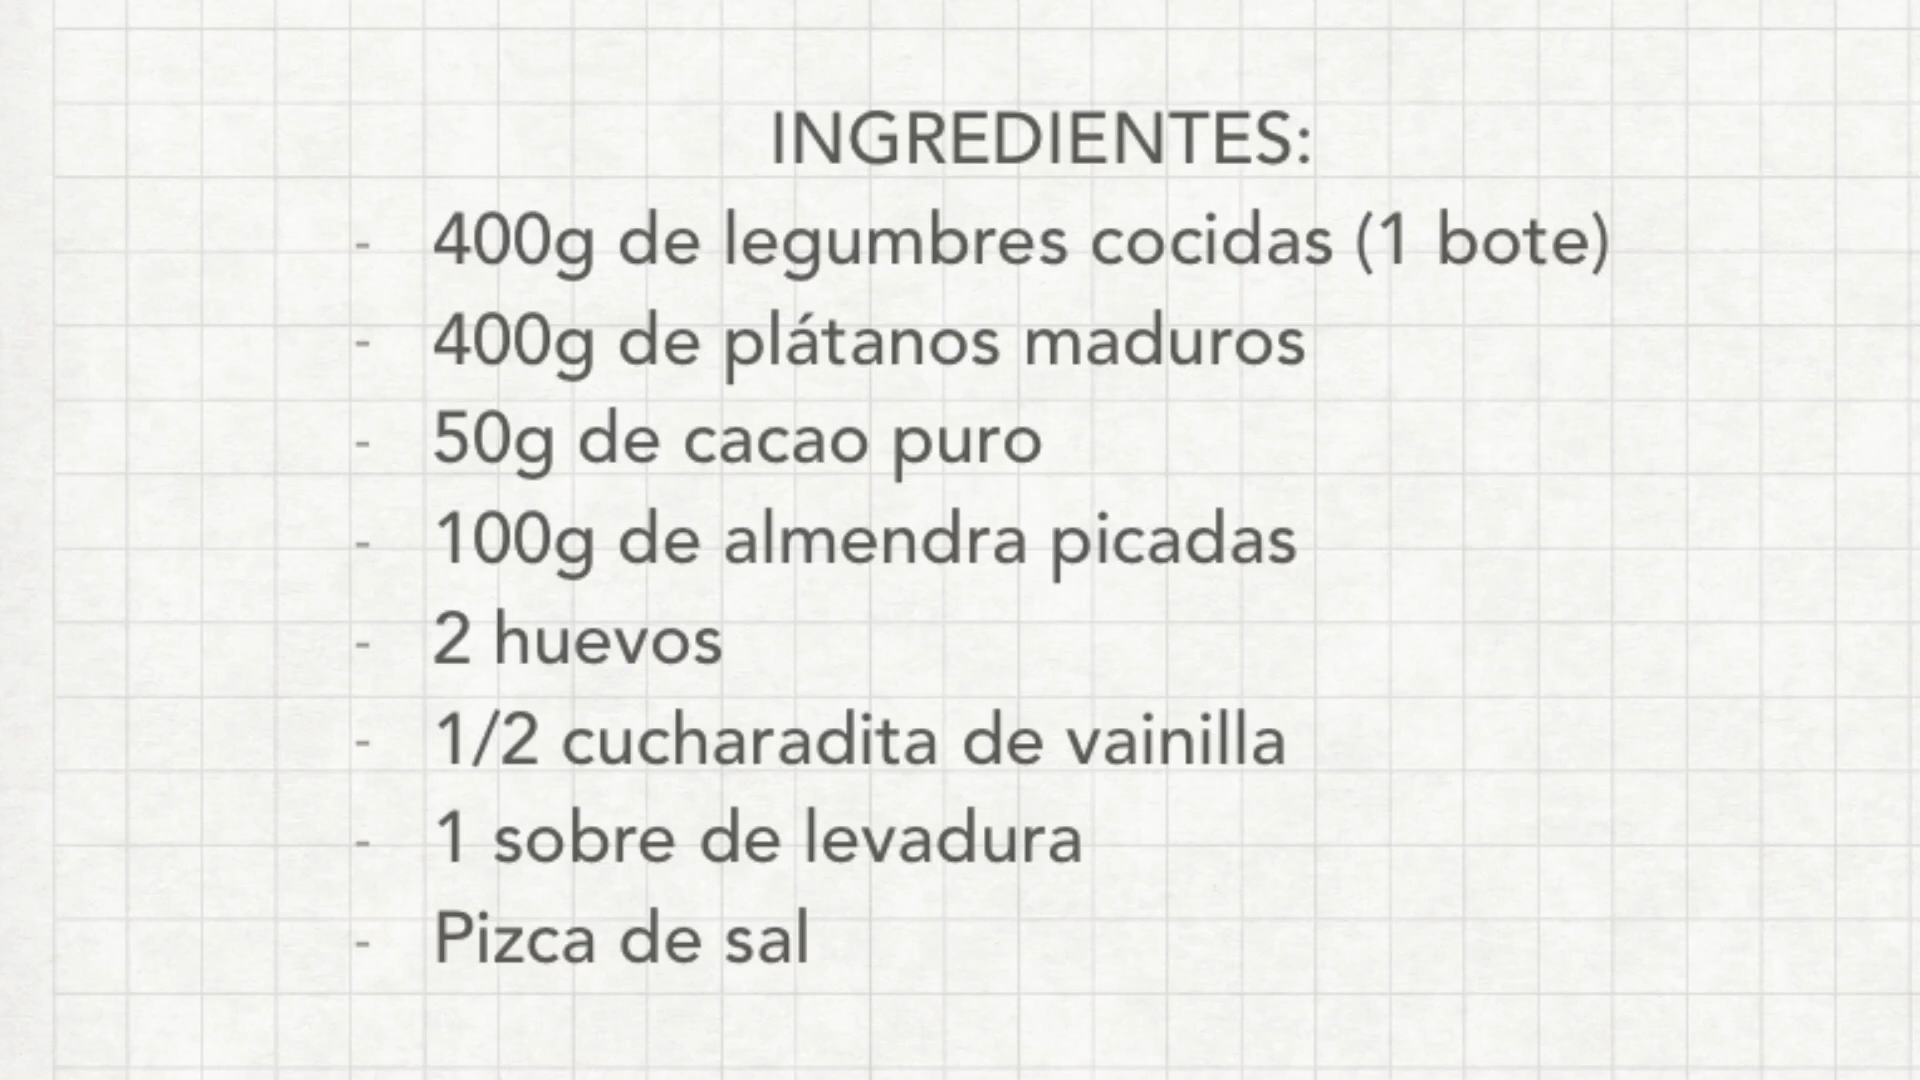 INGREDIENTES:
- 400g de legumbres cocidas (1 bote)
- 400g de plátanos maduros
- 50g de cacao puro
- 100g de almendra picadas
- 2 huevos
- 1/2 cucharadita de vainilla
- 1 sobre de levadura
- Pizca de sal